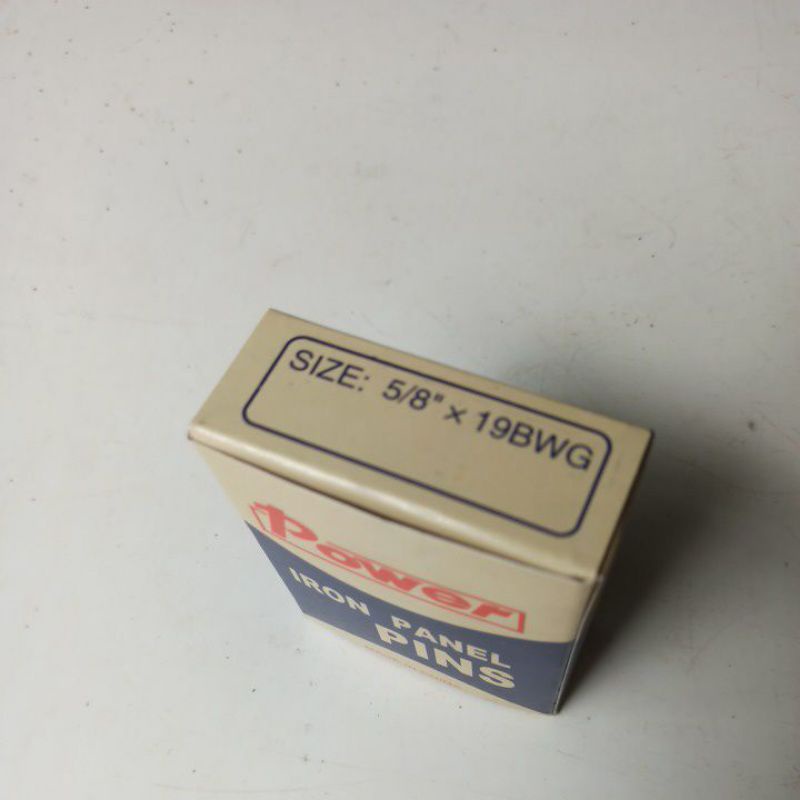 SIZE: 5/8" x 19BWG
Power
IRON PANEL
PINS